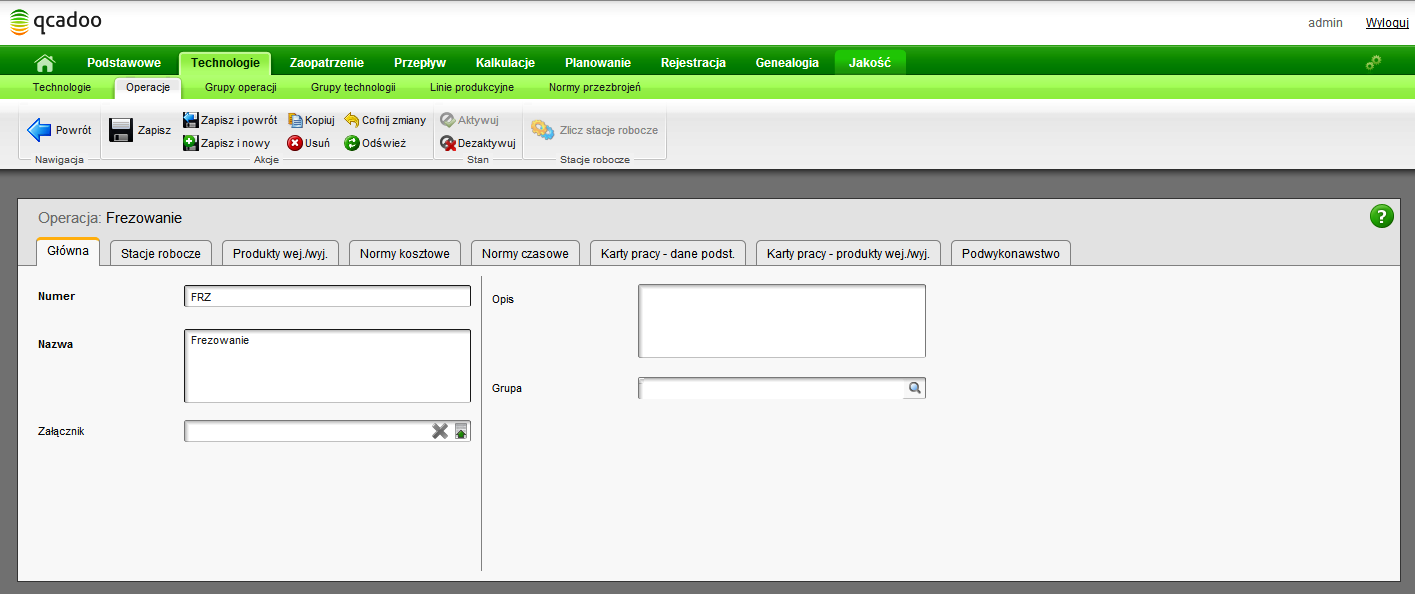 qcadoo
admin Wyloguj
Podstawowe Technologie Zaopatrzenie Przepływ Kalkulacje Planowanie Rejestracja Genealogia Jakość
Technologie Operacje Grupy operacji Grupy technologii Linie produkcyjne Normy przezbrojeń
Powrót Zapisz Zapisz i powrót Kopiuj Cofnij zmiany Aktywuj Zlicz stacje robocze
Zapisz i nowy Usuń Odśwież Dezaktywuj
Nawigacja Akcje Stan Stacje robocze
Operacja: Frezowanie
?
Główna Stacje robocze Produkty wej./wyj. Normy kosztowe Normy czasowe Karty pracy - dane podst. Karty pracy - produkty wej./wyj. Podwykonawstwo
Numer FRZ
Nazwa Frezowanie
Załącznik
Opis
Grupa